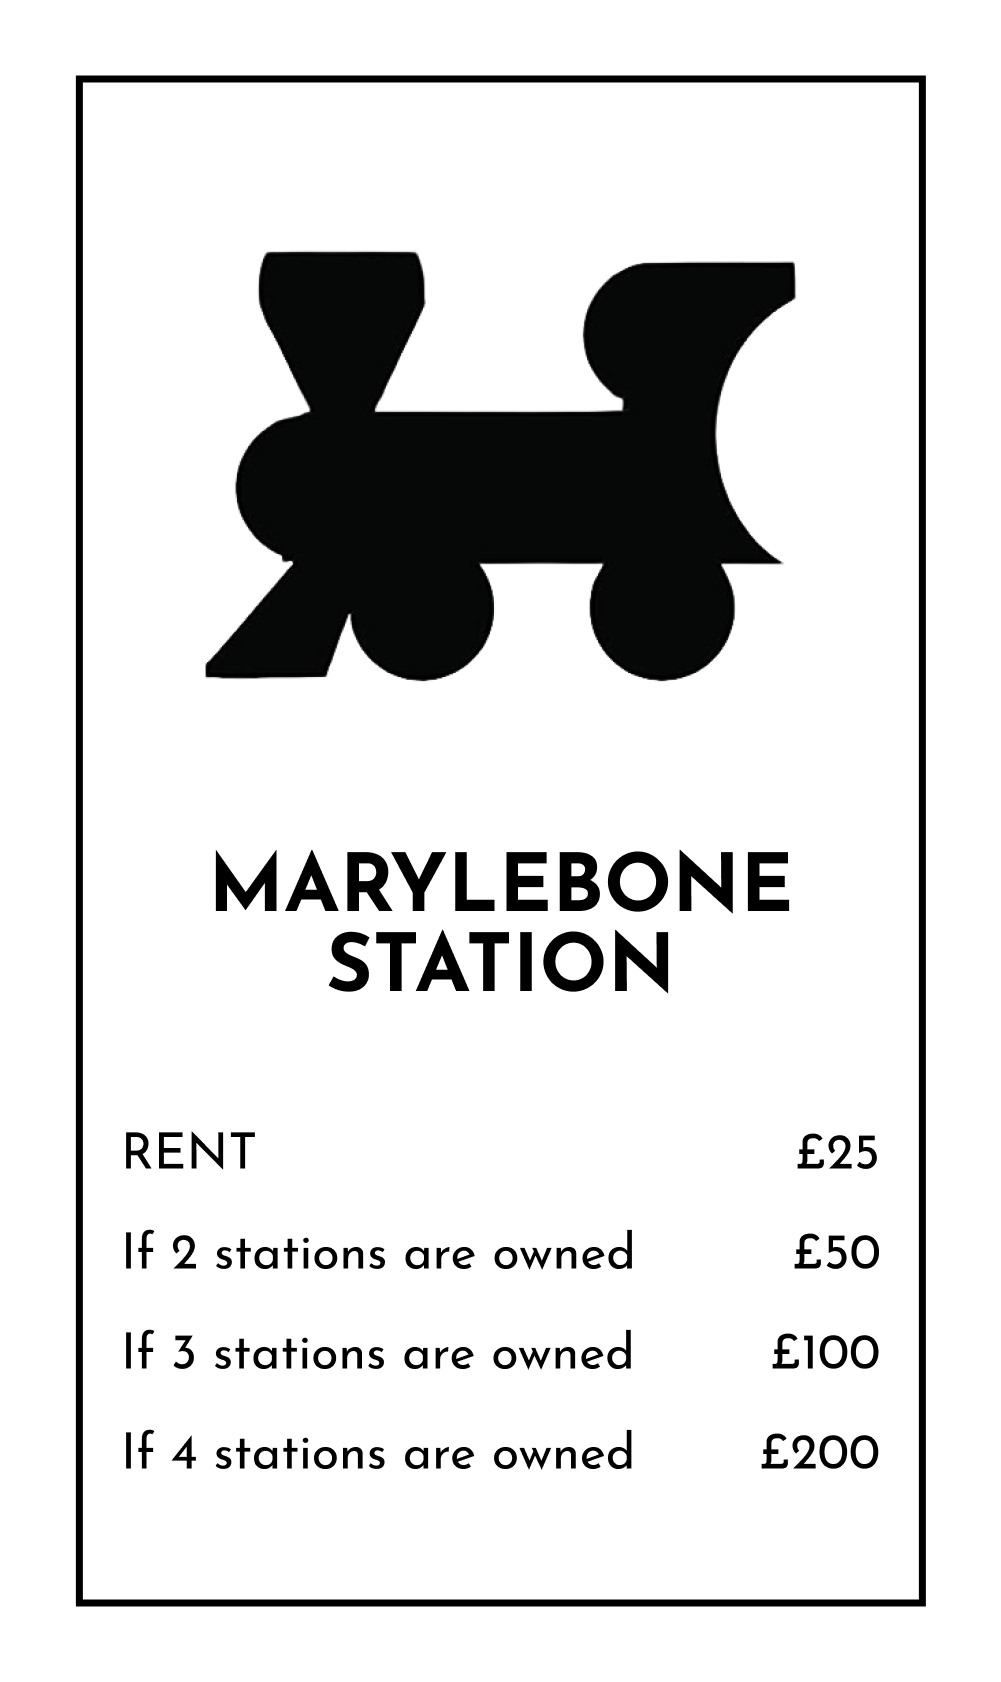 MARYLEBONE
STATION
RENT £25
If 2 stations are owned £50
If 3 stations are owned £100
If 4 stations are owned £200